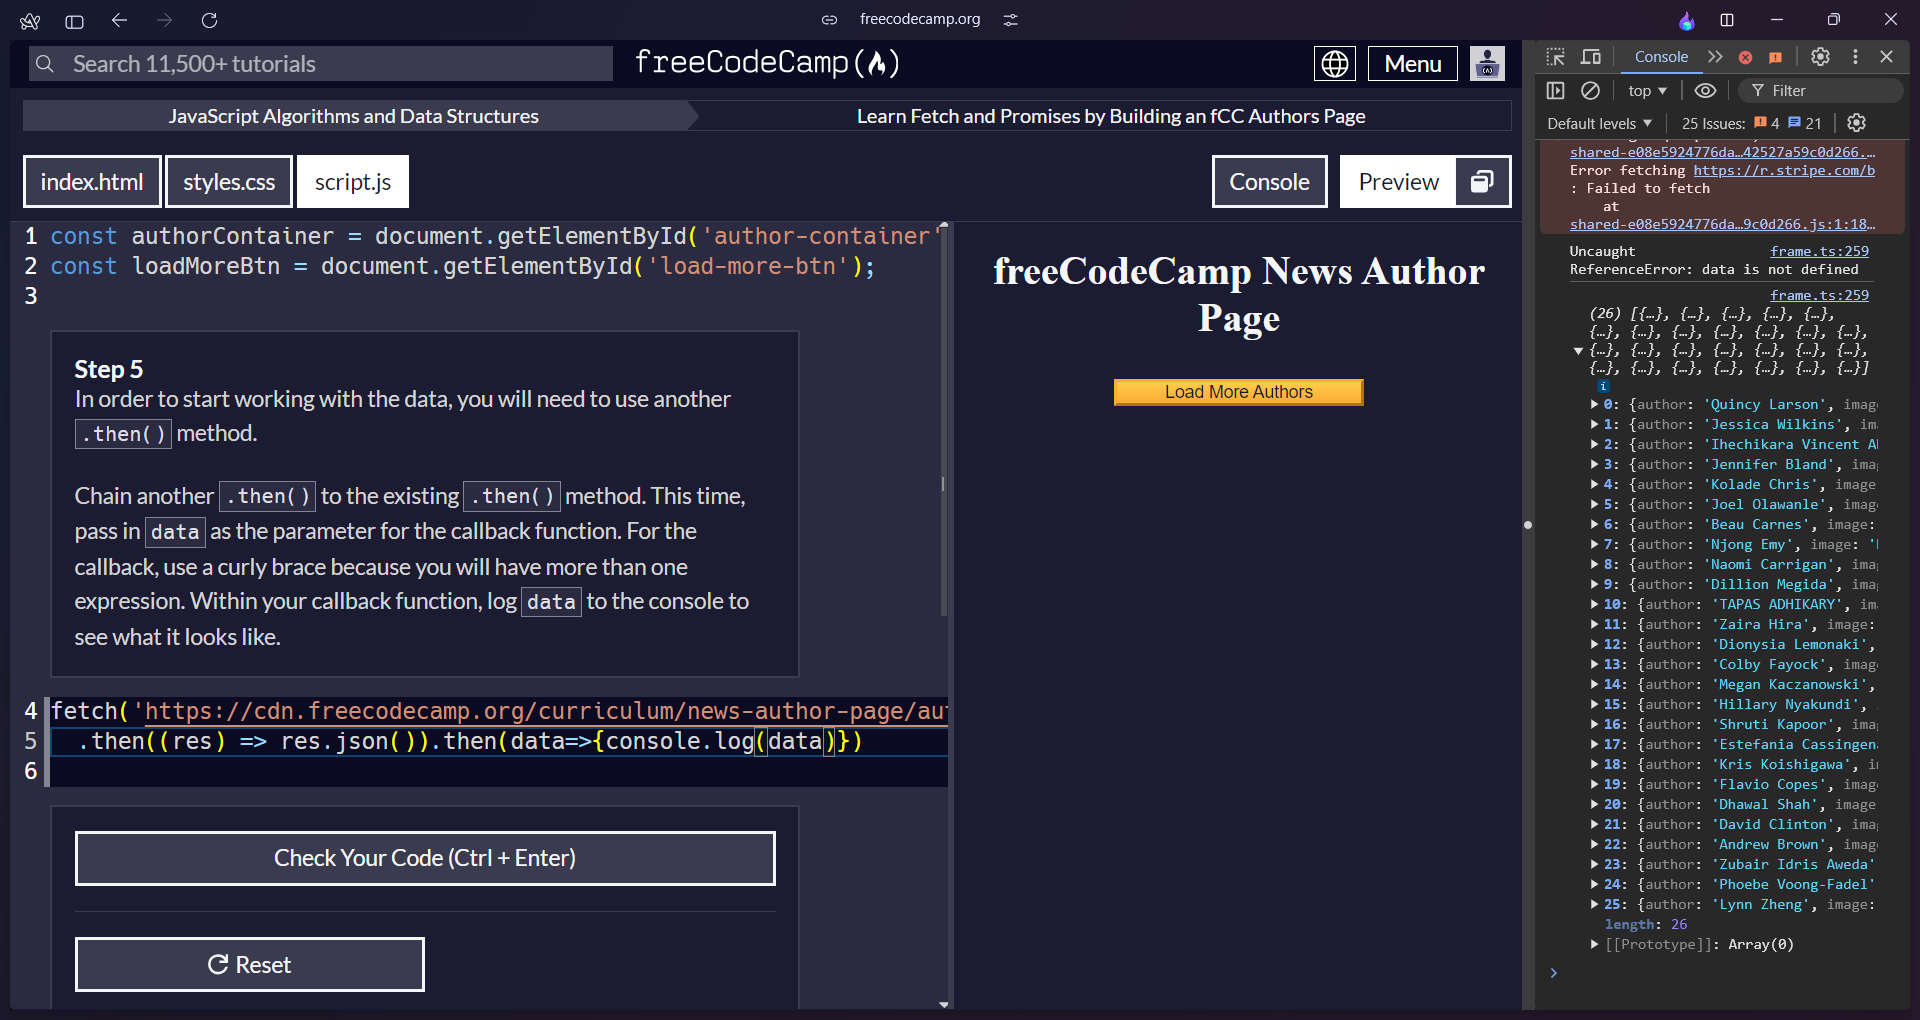 freecodecamp.org
Search 11,500+ tutorials
freeCodeCamp(🔥)
Menu
JavaScript Algorithms and Data Structures
Learn Fetch and Promises by Building an fCC Authors Page
index.html
styles.css
script.js
Console
Preview
1 const authorContainer = document.getElementById('author-container'
2 const loadMoreBtn = document.getElementById('load-more-btn');
3
Step 5
In order to start working with the data, you will need to use another
.then() method.
Chain another .then() to the existing .then() method. This time,
pass in data as the parameter for the callback function. For the
callback, use a curly brace because you will have more than one
expression. Within your callback function, log data to the console to
see what it looks like.
4 fetch('https://cdn.freecodecamp.org/curriculum/news-author-page/au
5 .then((res) => res.json()).then(data=>{console.log(data)})
6
Check Your Code (Ctrl + Enter)
Reset
freeCodeCamp News Author
Page
Load More Authors
Console
top
Filter
Default levels
25 Issues: 4 21
shared-e08e5924776da…42527a59c0d266.…
Error fetching https://r.stripe.com/b
: Failed to fetch
at
shared-e08e5924776da…9c0d266.js:1:18…
Uncaught frame.ts:259
ReferenceError: data is not defined
frame.ts:259
(26) [{…}, {…}, {…}, {…}, {…},
{…}, {…}, {…}, {…}, {…}, {…}, {…},
{…}, {…}, {…}, {…}, {…}, {…}, {…},
{…}, {…}, {…}, {…}, {…}, {…}, {…}]
i
0: {author: 'Quincy Larson', imag
1: {author: 'Jessica Wilkins', im
2: {author: 'Ihechikara Vincent A
3: {author: 'Jennifer Bland', ima
4: {author: 'Kolade Chris', image
5: {author: 'Joel Olawanle', imag
6: {author: 'Beau Carnes', image:
7: {author: 'Njong Emy', image: '
8: {author: 'Naomi Carrigan', ima
9: {author: 'Dillion Megida', ima
10: {author: 'TAPAS ADHIKARY', im
11: {author: 'Zaira Hira', image:
12: {author: 'Dionysia Lemonaki',
13: {author: 'Colby Fayock', imag
14: {author: 'Megan Kaczanowski',
15: {author: 'Hillary Nyakundi',
16: {author: 'Shruti Kapoor', ima
17: {author: 'Estefania Cassingen
18: {author: 'Kris Koishigawa', i
19: {author: 'Flavio Copes', imag
20: {author: 'Dhawal Shah', image
21: {author: 'David Clinton', ima
22: {author: 'Andrew Brown', imag
23: {author: 'Zubair Idris Aweda'
24: {author: 'Phoebe Voong-Fadel'
25: {author: 'Lynn Zheng', image:
length: 26
[[Prototype]]: Array(0)